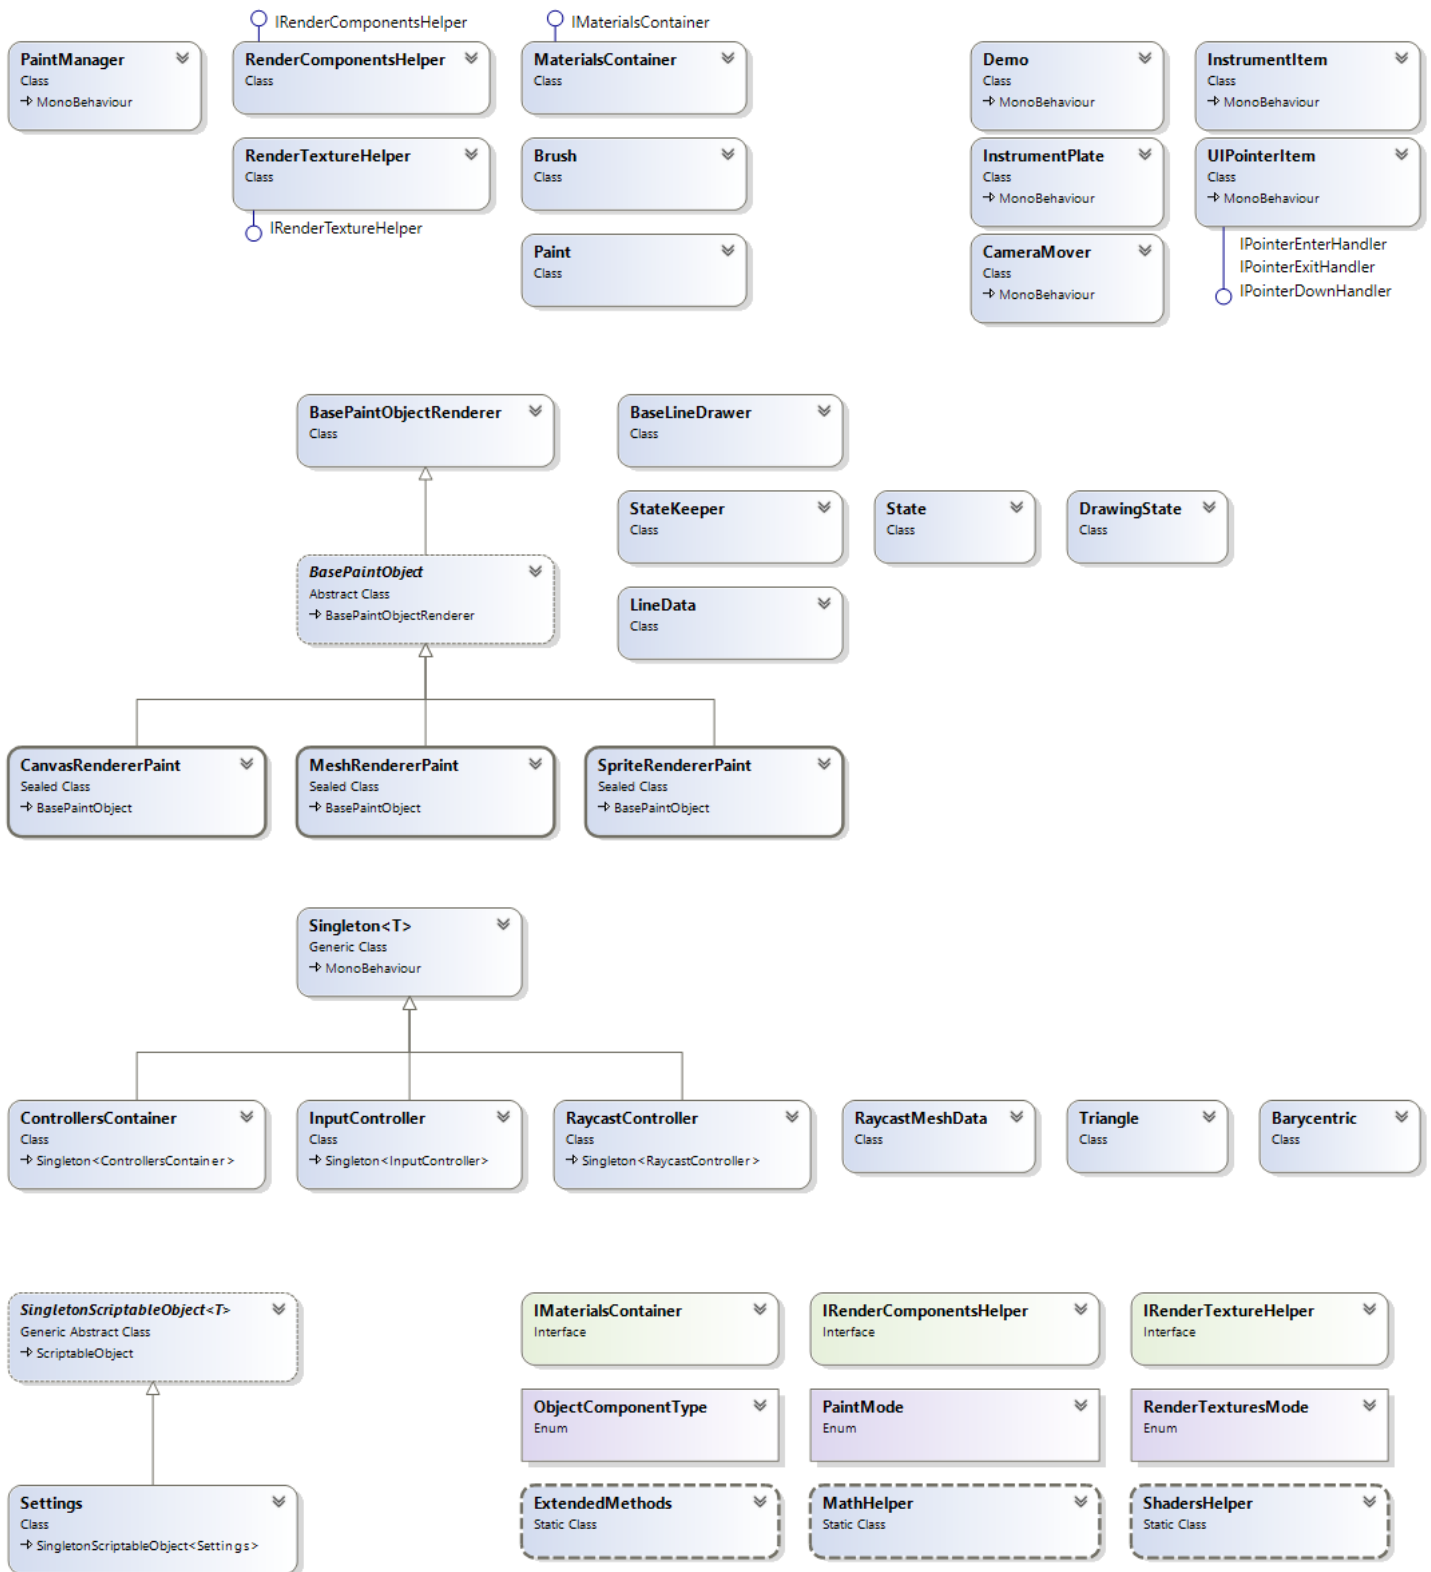 IRenderComponentsHelper
IMaterialsContainer
PaintManager
Class
MonoBehaviour
RenderComponentsHelper
Class
MaterialsContainer
Class
Demo
Class
MonoBehaviour
InstrumentItem
Class
MonoBehaviour
RenderTextureHelper
Class
IRenderTextureHelper
Brush
Class
InstrumentPlate
Class
MonoBehaviour
UIPointerItem
Class
MonoBehaviour
Paint
Class
CameraMover
Class
MonoBehaviour
IPointerEnterHandler
IPointerExitHandler
IPointerDownHandler
BasePaintObjectRenderer
Class
BaseLineDrawer
Class
StateKeeper
Class
State
Class
DrawingState
Class
BasePaintObject
Abstract Class
BasePaintObjectRenderer
LineData
Class
CanvasRendererPaint
Sealed Class
BasePaintObject
MeshRendererPaint
Sealed Class
BasePaintObject
SpriteRendererPaint
Sealed Class
BasePaintObject
Singleton<T>
Generic Class
MonoBehaviour
ControllersContainer
Class
Singleton<ControllersContainer>
InputController
Class
Singleton<InputController>
RaycastController
Class
Singleton<RaycastController>
RaycastMeshData
Class
Triangle
Class
Barycentric
Class
SingletonScriptableObject<T>
Generic Abstract Class
ScriptableObject
IMaterialsContainer
Interface
IRenderComponentsHelper
Interface
IRenderTextureHelper
Interface
ObjectComponentType
Enum
PaintMode
Enum
RenderTexturesMode
Enum
Settings
Class
SingletonScriptableObject<Settings>
ExtendedMethods
Static Class
MathHelper
Static Class
ShadersHelper
Static Class